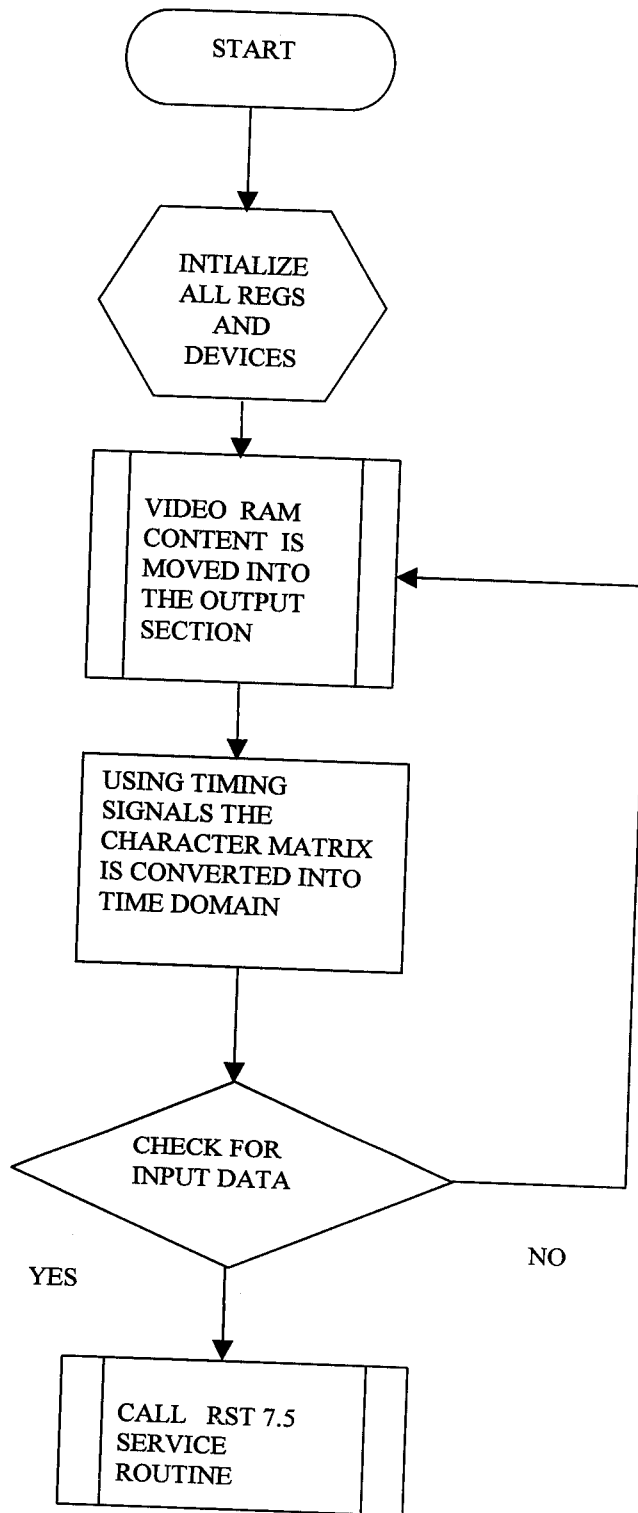 START
INTIALIZE
ALL REGS
AND
DEVICES
VIDEO RAM
CONTENT IS
MOVED INTO
THE OUTPUT
SECTION
USING TIMING
SIGNALS THE
CHARACTER MATRIX
IS CONVERTED INTO
TIME DOMAIN
CHECK FOR
INPUT DATA
NO
YES
CALL RST 7.5
SERVICE
ROUTINE